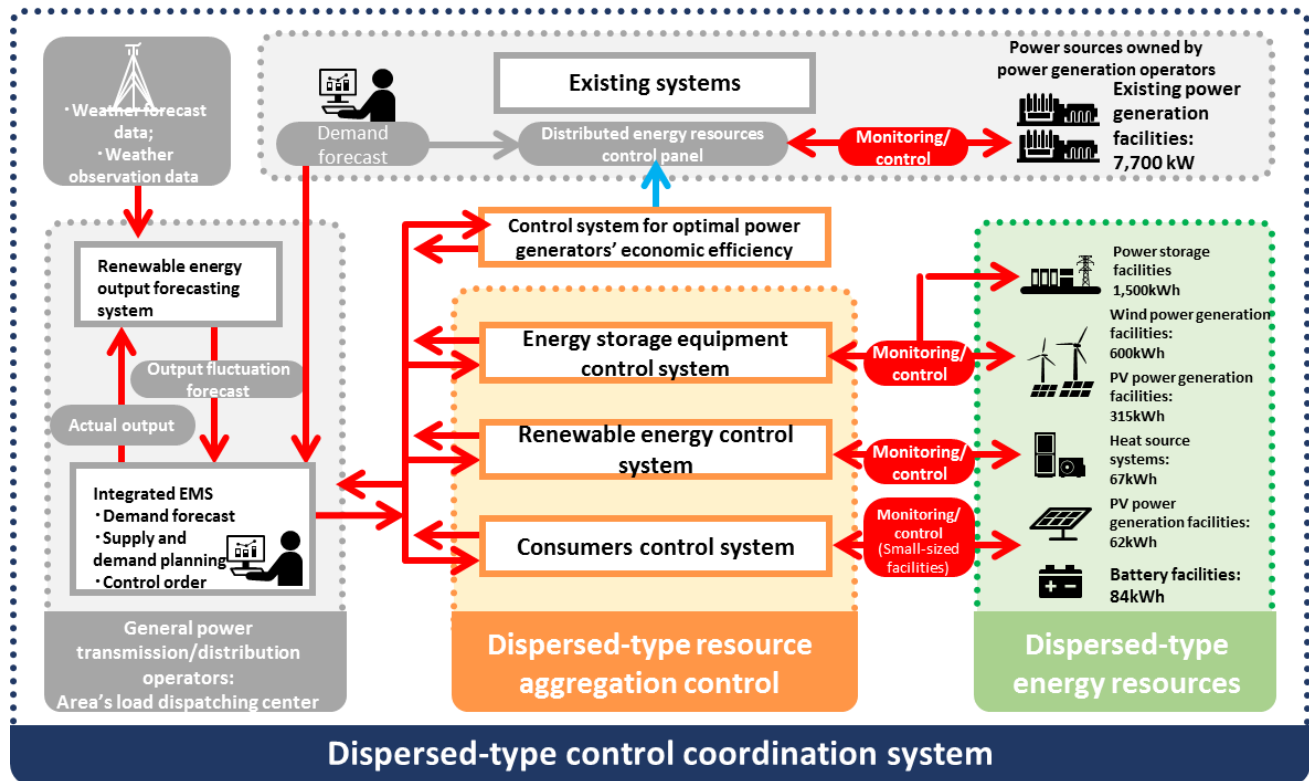 ・Weather forecast
data;
・Weather
observation data
Demand
forecast
Existing systems
Distributed energy resources
control panel
Monitoring/
control
Power sources owned by
power generation operators
Existing power
generation
facilities:
7,700 kW
Renewable energy
output forecasting
system
Output fluctuation
forecast
Actual output
Integrated EMS
・Demand forecast
・Supply and
demand planning
・Control order
General power
transmission/distribution
operators:
Area's load dispatching center
Control system for optimal power
generators' economic efficiency
Energy storage equipment
control system
Renewable energy control
system
Consumers control system
Dispersed-type resource
aggregation control
Monitoring/
control
Monitoring/
control
Monitoring/
control
(Small-sized
facilities)
Power storage
facilities
1,500kWh
Wind power generation
facilities:
600kWh
PV power generation
facilities:
315kWh
Heat source
systems:
67kWh
PV power
generation facilities:
62kWh
Battery facilities:
84kWh
Dispersed-type
energy resources
Dispersed-type control coordination system